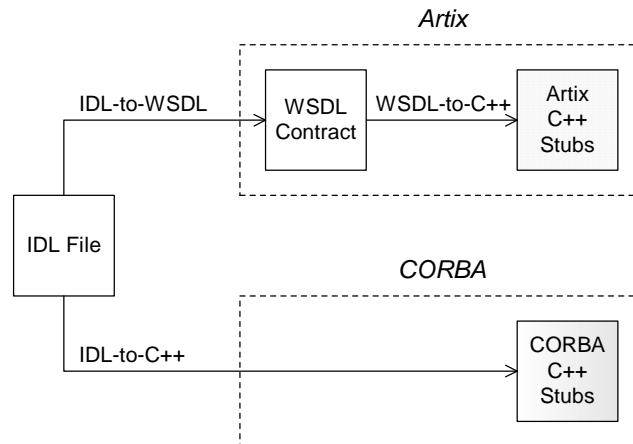 Artix
IDL-to-WSDL
WSDL
Contract
WSDL-to-C++
Artix
C++
Stubs
IDL File
CORBA
IDL-to-C++
CORBA
C++
Stubs